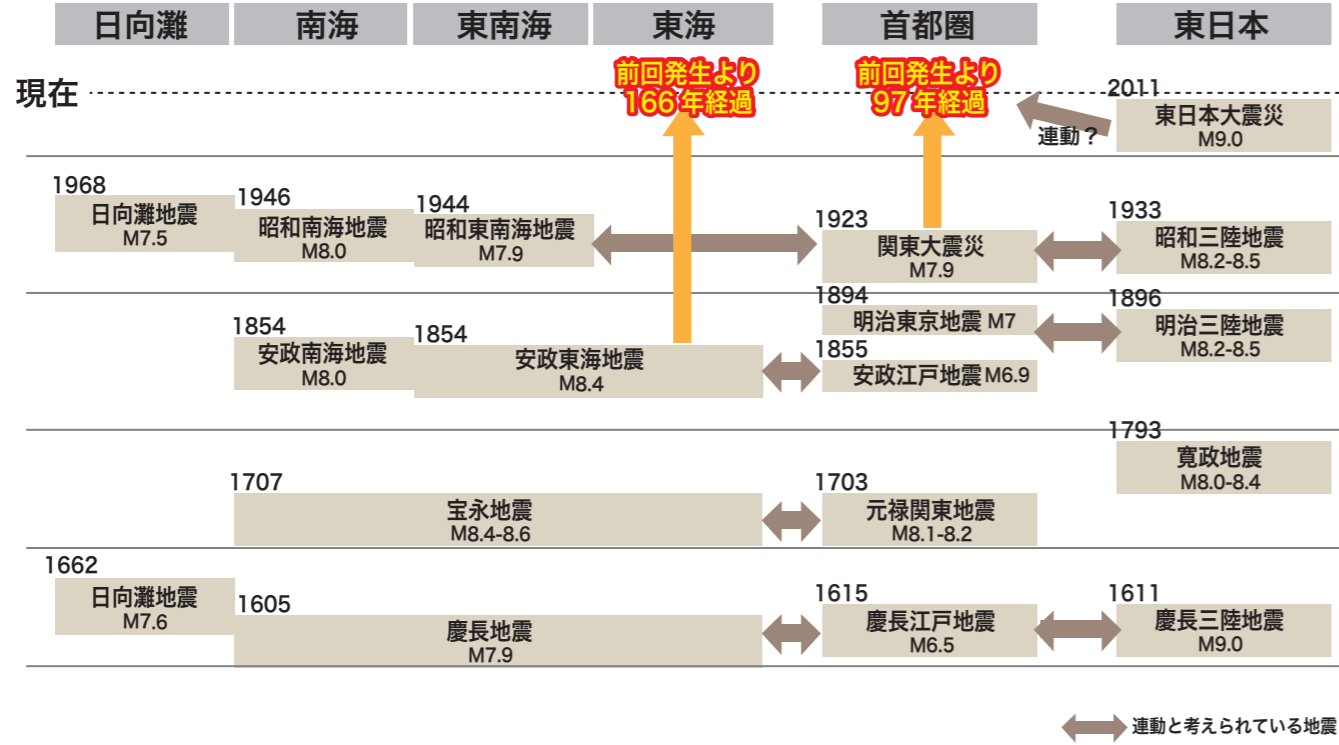 日向灘
南海
東南海
東海
首都圏
東日本
現在
前回発生より
166年経過
前回発生より
97年経過
2011
東日本大震災
M9.0
連動？
1968
日向灘地震
M7.5
1946
昭和南海地震
M8.0
1944
昭和東南海地震
M7.9
1923
関東大震災
M7.9
1933
昭和三陸地震
M8.2-8.5
1894
明治東京地震 M7
1896
明治三陸地震
M8.2-8.5
1854
安政南海地震
M8.0
1854
安政東海地震
M8.4
1855
安政江戸地震M6.9
1793
寛政地震
M8.0-8.4
1707
宝永地震
M8.4-8.6
1703
元禄関東地震
M8.1-8.2
1662
日向灘地震
M7.6
1605
慶長地震
M7.9
1615
慶長江戸地震
M6.5
1611
慶長三陸地震
M9.0
連動と考えられている地震